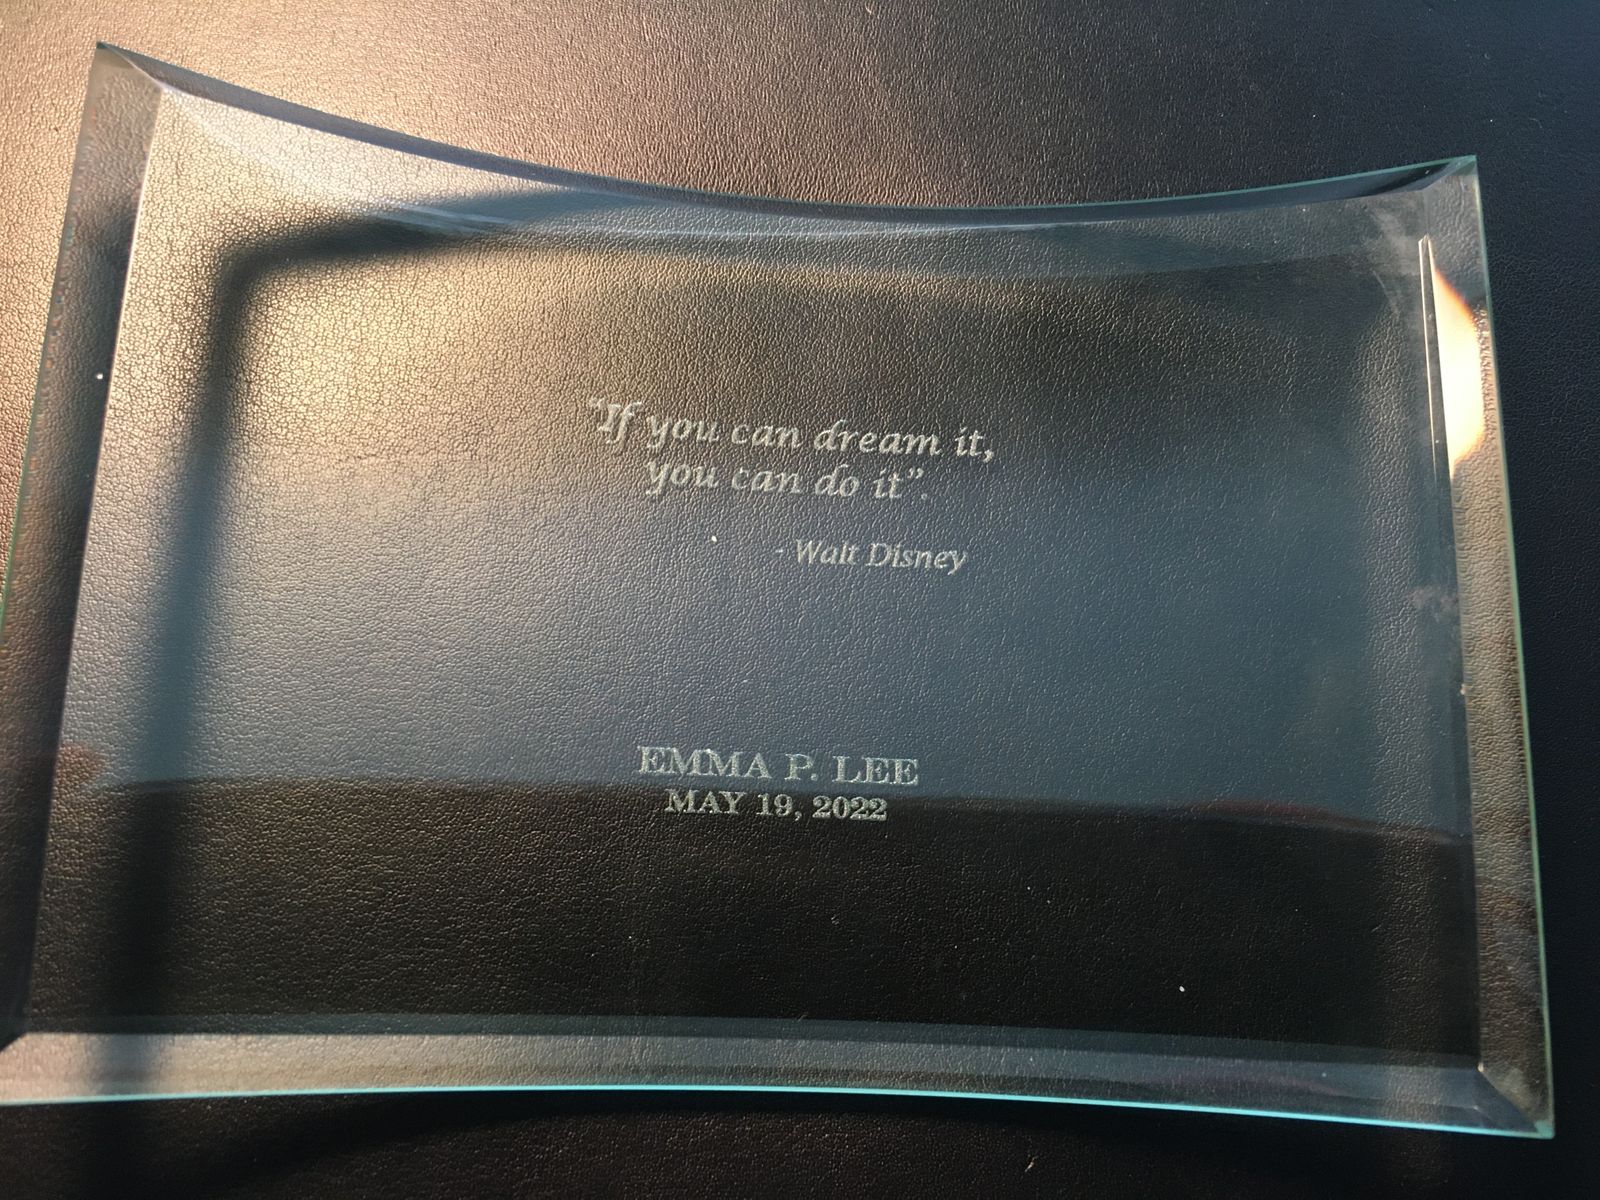 “If you can dream it,
you can do it”.
- Walt Disney
EMMA P. LEE
MAY 19, 2022